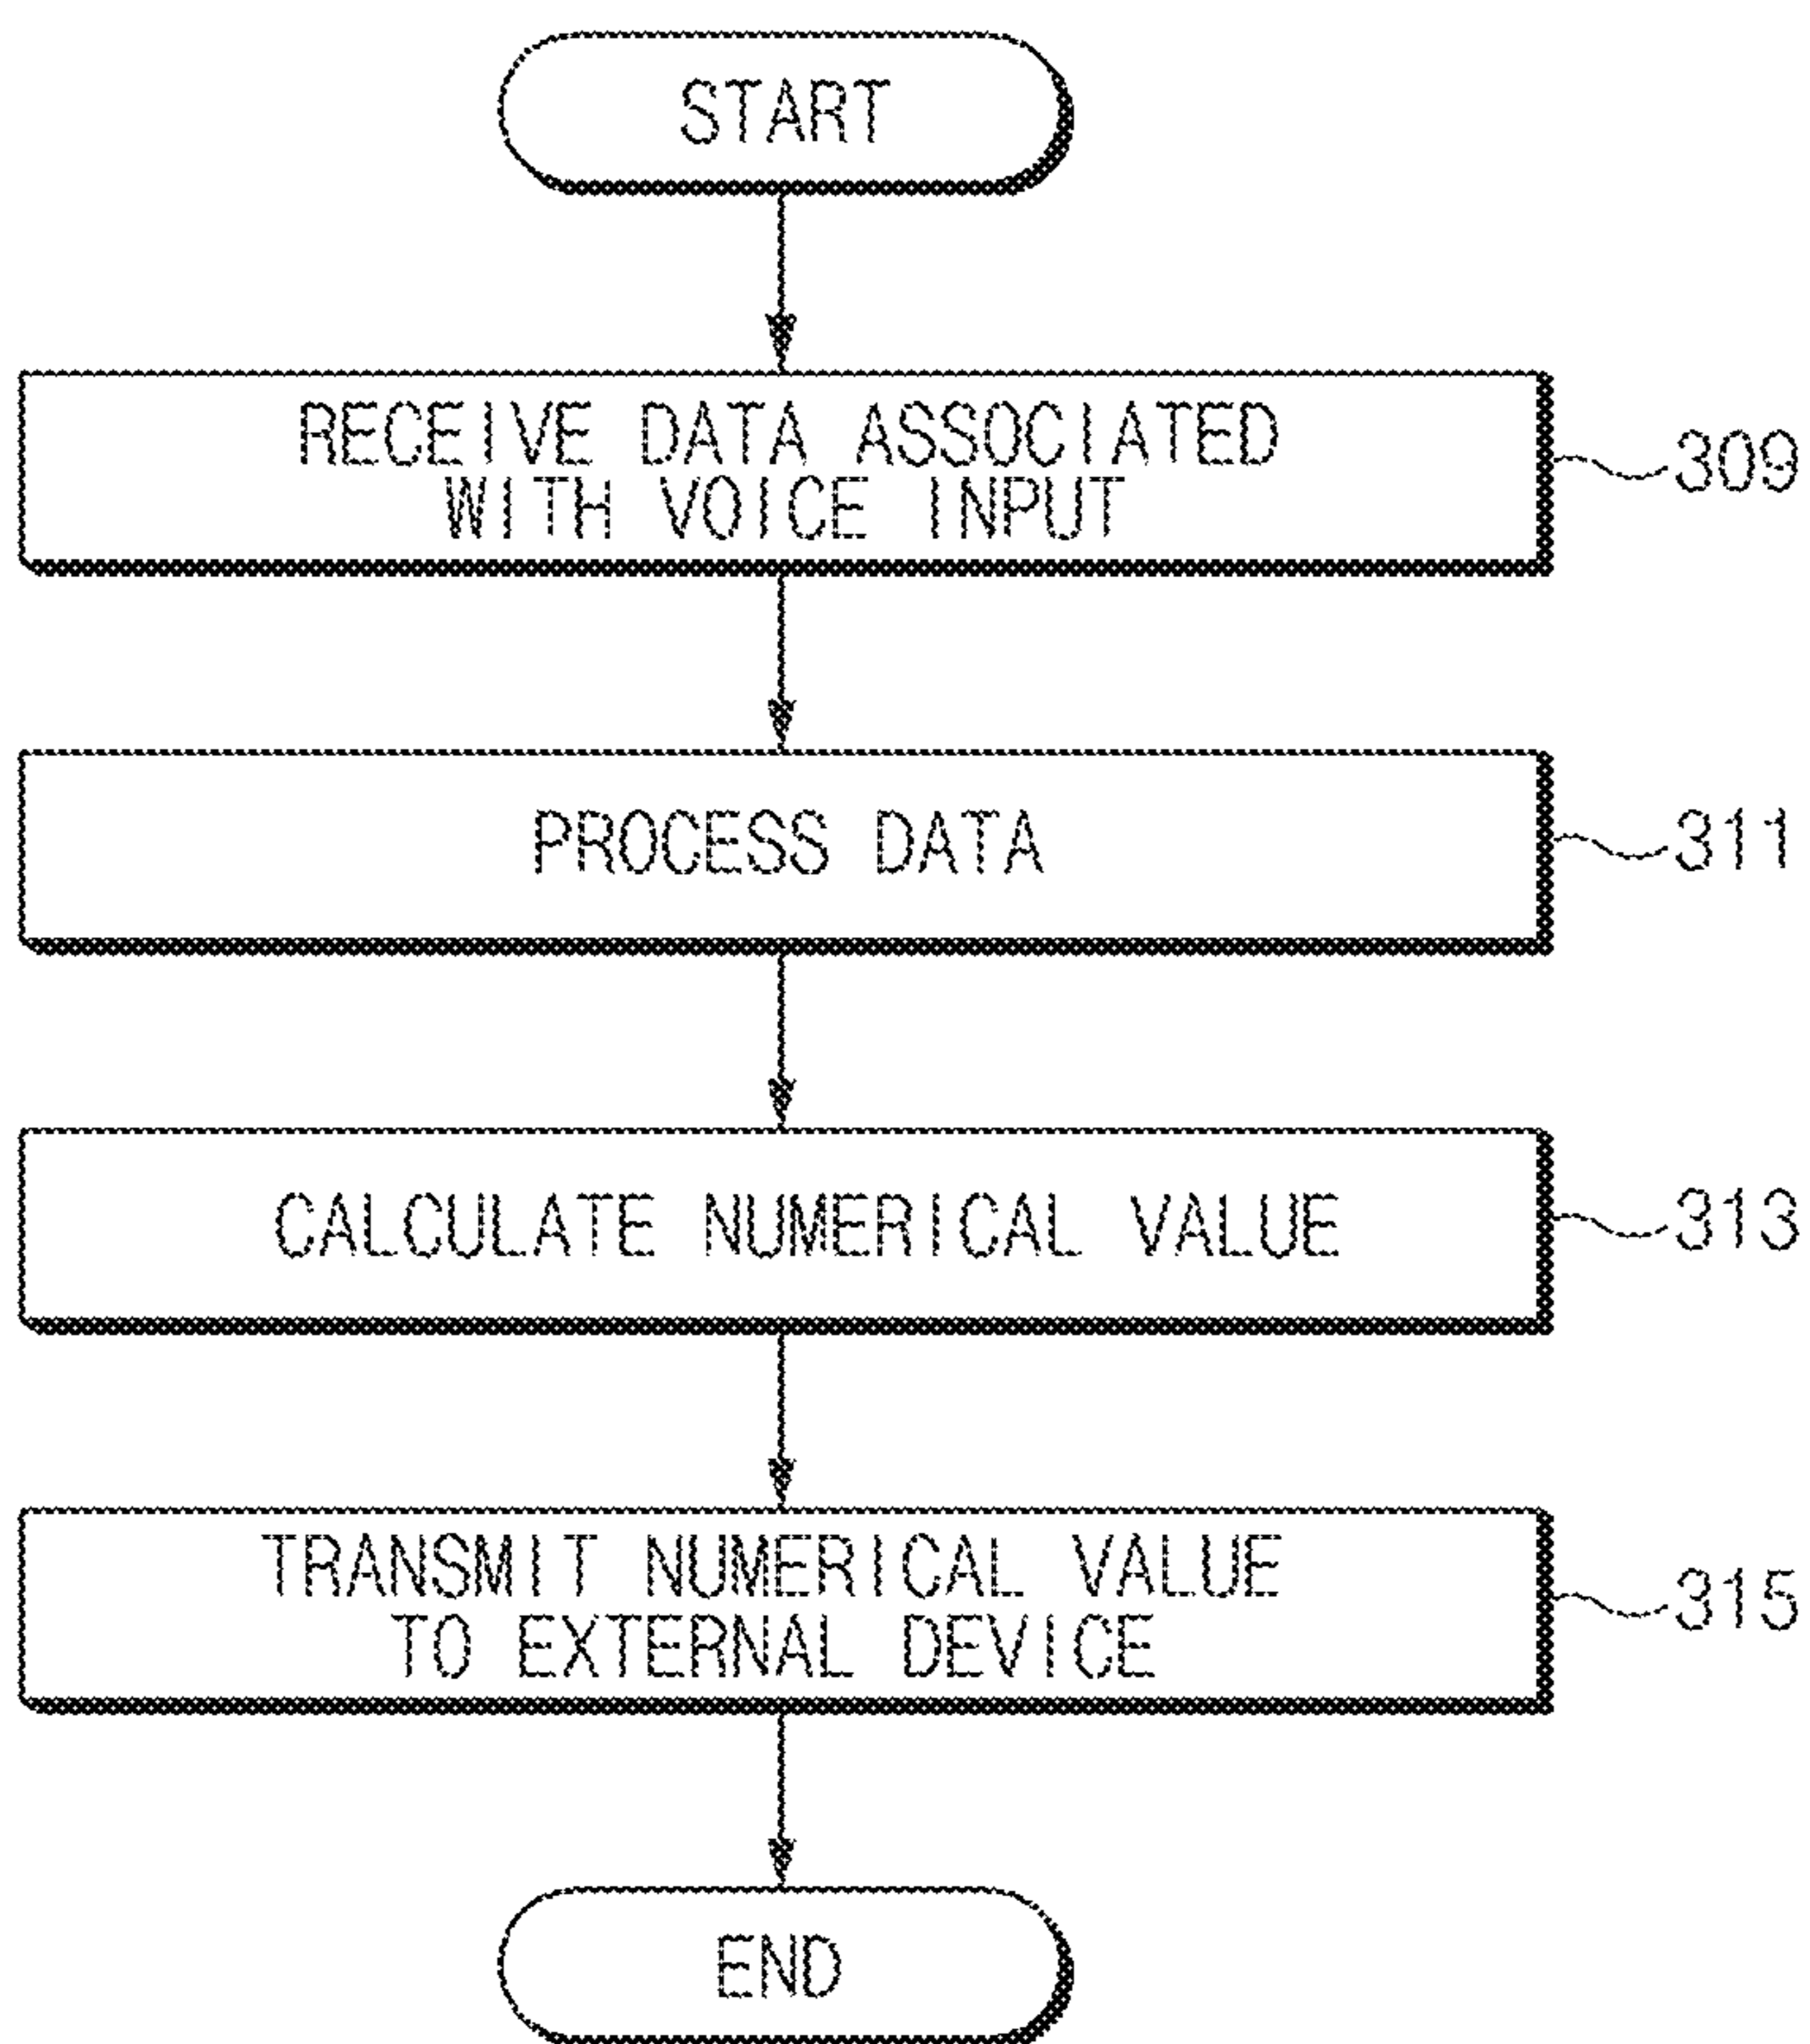 START
RECEIVE DATA ASSOCIATED
WITH VOICE INPUT
309
PROCESS DATA
311
CALCULATE NUMERICAL VALUE
313
TRANSMIT NUMERICAL VALUE
TO EXTERNAL DEVICE
315
END